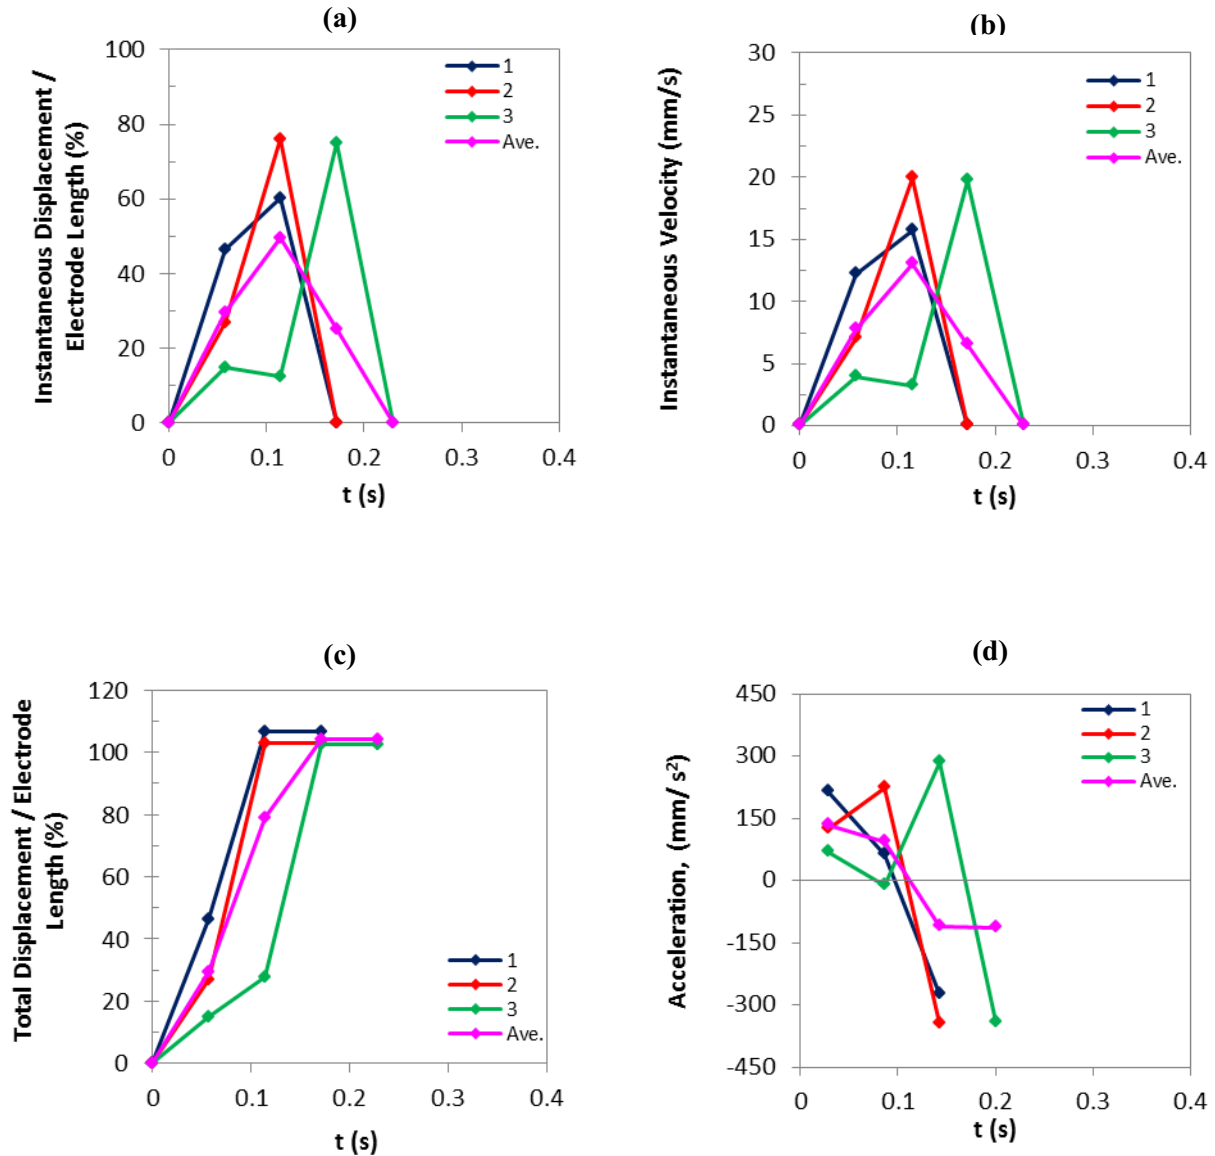 (a)
Instantaneous Displacement /
Electrode Length (%)
100
80
60
40
20
0
0 0.1 0.2 0.3 0.4
t (s)
1
2
3
Ave.
(b)
Instantaneous Velocity (mm/s)
30
25
20
15
10
5
0
0 0.1 0.2 0.3 0.4
t (s)
1
2
3
Ave.
(c)
Total Displacement / Electrode
Length (%)
120
100
80
60
40
20
0
0 0.1 0.2 0.3 0.4
t (s)
1
2
3
Ave.
(d)
Acceleration, (mm/ s²)
450
300
150
0
-150
-300
-450
0 0.1 0.2 0.3 0.4
t (s)
1
2
3
Ave.